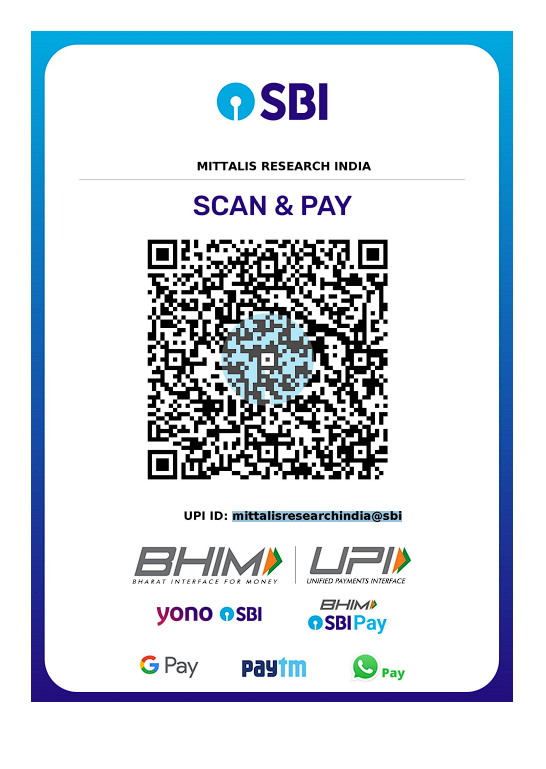 SBI
MITTALIS RESEARCH INDIA
SCAN & PAY
UPI ID: mittalisresearchindia@sbi
BHIM UPI
BHARAT INTERFACE FOR MONEY UNIFIED PAYMENTS INTERFACE
BHIM
yono SBI SBI Pay
G Pay paytm Pay